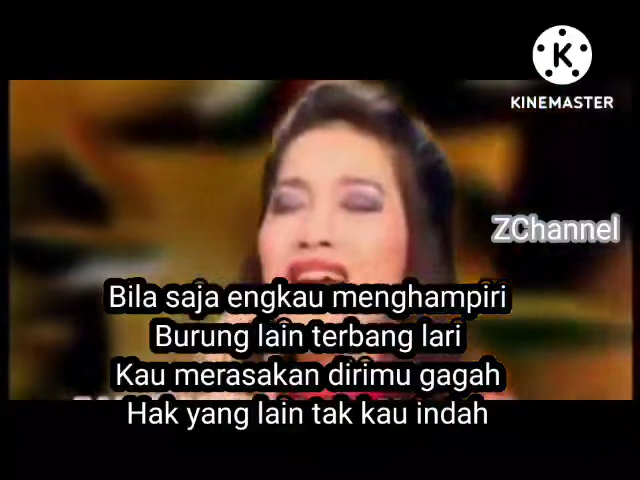 K
KINEMASTER
ZChannel
Bila saja engkau menghampiri
Burung lain terbang lari
Kau merasakan dirimu gagah
Hak yang lain tak kau indah